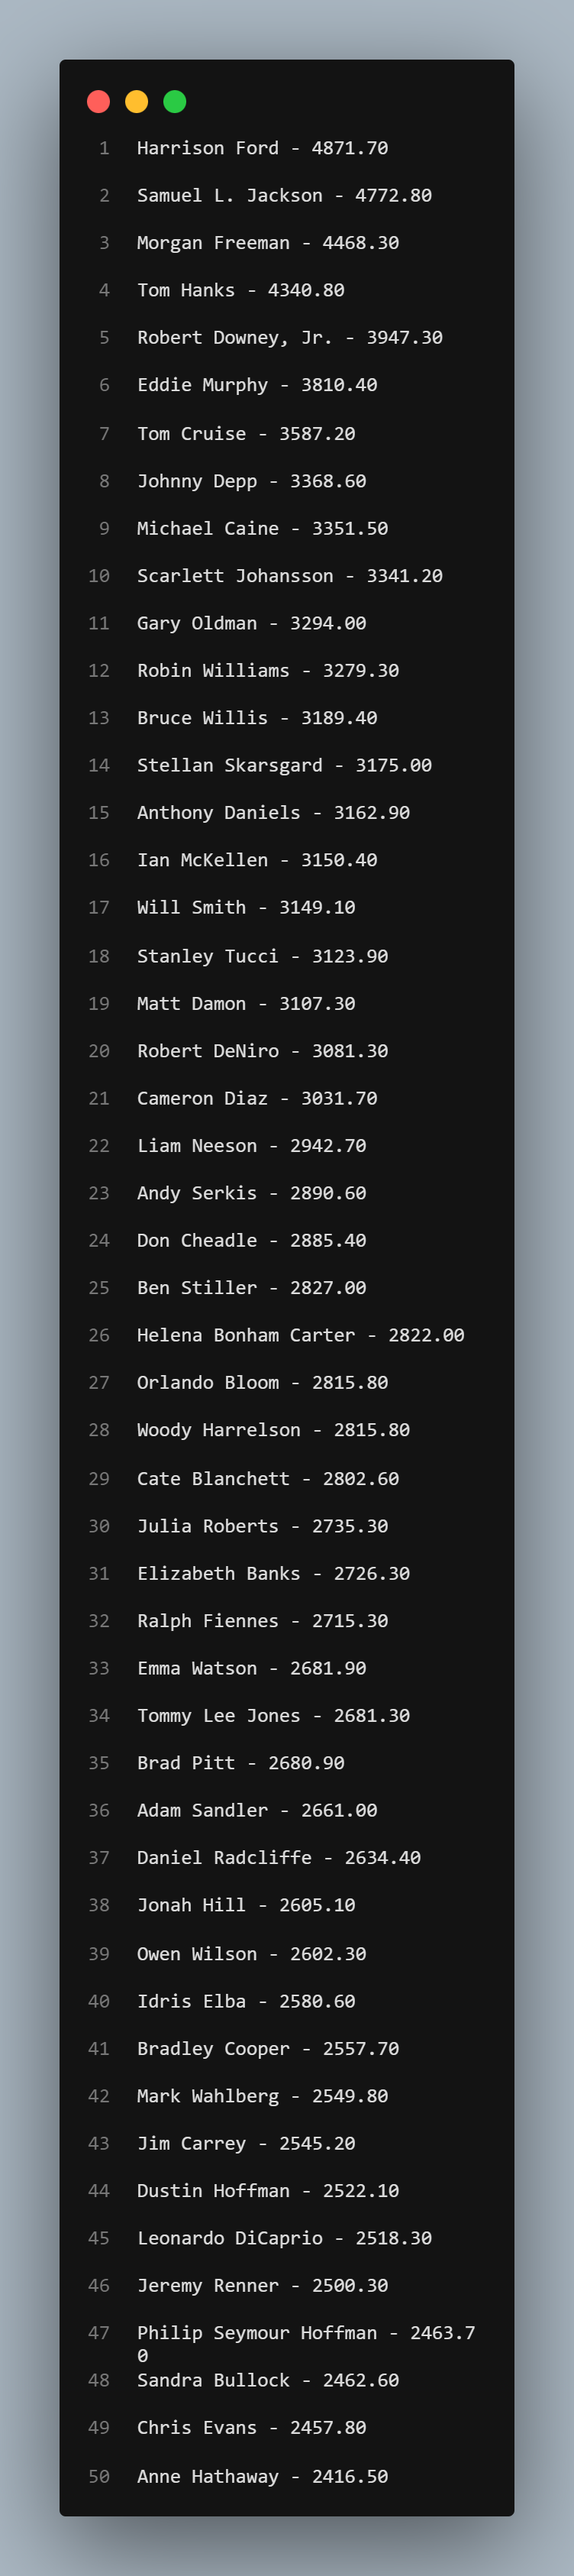 1 Harrison Ford - 4871.70
2 Samuel L. Jackson - 4772.80
3 Morgan Freeman - 4468.30
4 Tom Hanks - 4340.80
5 Robert Downey, Jr. - 3947.30
6 Eddie Murphy - 3810.40
7 Tom Cruise - 3587.20
8 Johnny Depp - 3368.60
9 Michael Caine - 3351.50
10 Scarlett Johansson - 3341.20
11 Gary Oldman - 3294.00
12 Robin Williams - 3279.30
13 Bruce Willis - 3189.40
14 Stellan Skarsgard - 3175.00
15 Anthony Daniels - 3162.90
16 Ian McKellen - 3150.40
17 Will Smith - 3149.10
18 Stanley Tucci - 3123.90
19 Matt Damon - 3107.30
20 Robert DeNiro - 3081.30
21 Cameron Diaz - 3031.70
22 Liam Neeson - 2942.70
23 Andy Serkis - 2890.60
24 Don Cheadle - 2885.40
25 Ben Stiller - 2827.00
26 Helena Bonham Carter - 2822.00
27 Orlando Bloom - 2815.80
28 Woody Harrelson - 2815.80
29 Cate Blanchett - 2802.60
30 Julia Roberts - 2735.30
31 Elizabeth Banks - 2726.30
32 Ralph Fiennes - 2715.30
33 Emma Watson - 2681.90
34 Tommy Lee Jones - 2681.30
35 Brad Pitt - 2680.90
36 Adam Sandler - 2661.00
37 Daniel Radcliffe - 2634.40
38 Jonah Hill - 2605.10
39 Owen Wilson - 2602.30
40 Idris Elba - 2580.60
41 Bradley Cooper - 2557.70
42 Mark Wahlberg - 2549.80
43 Jim Carrey - 2545.20
44 Dustin Hoffman - 2522.10
45 Leonardo DiCaprio - 2518.30
46 Jeremy Renner - 2500.30
47 Philip Seymour Hoffman - 2463.7
0
48 Sandra Bullock - 2462.60
49 Chris Evans - 2457.80
50 Anne Hathaway - 2416.50